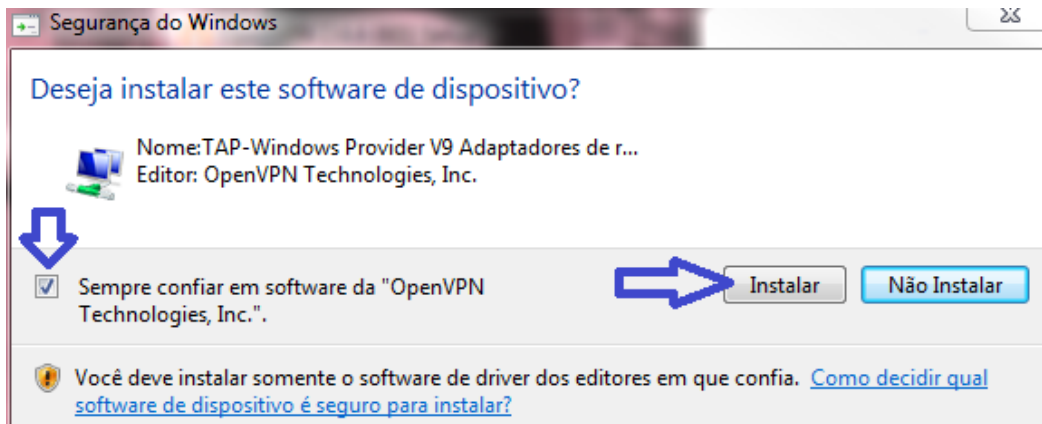 Segurança do Windows
Deseja instalar este software de dispositivo?
Nome:TAP-Windows Provider V9 Adaptadores de r...
Editor: OpenVPN Technologies, Inc.
Sempre confiar em software da "OpenVPN
Technologies, Inc.".
Instalar
Não Instalar
Você deve instalar somente o software de driver dos editores em que confia. Como decidir qual
software de dispositivo é seguro para instalar?